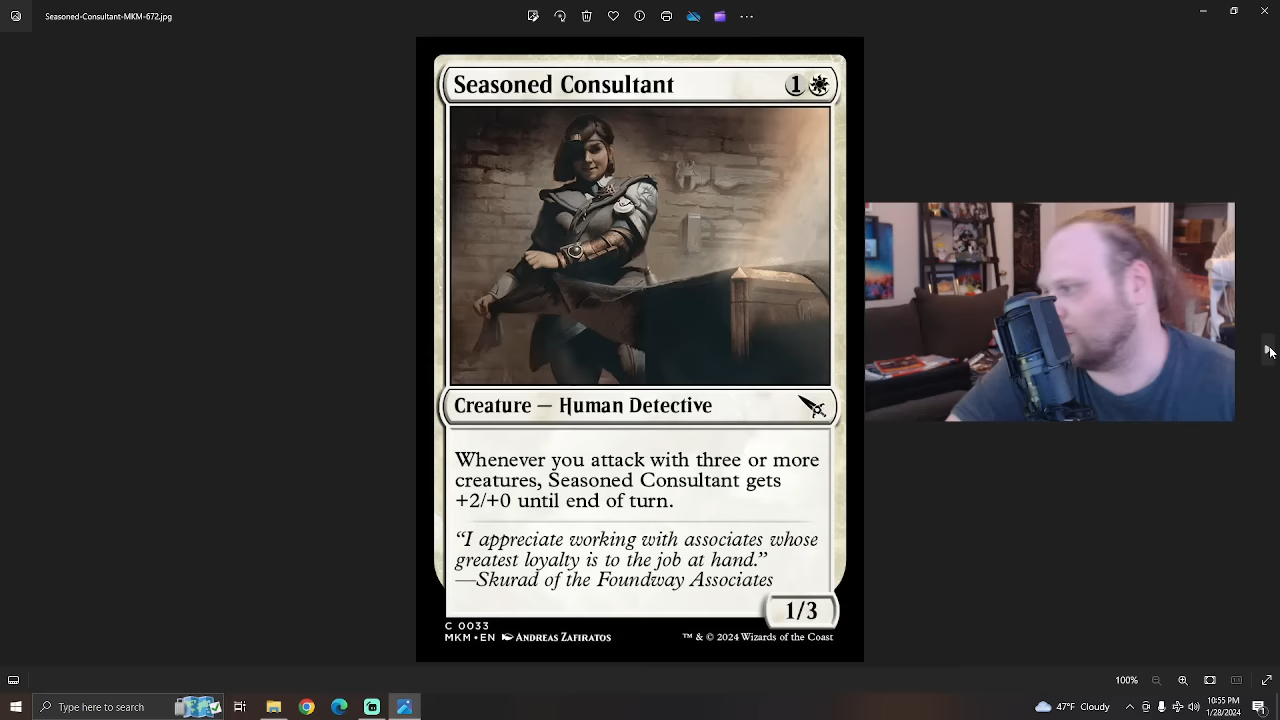 Seasoned-Consultant-MKM-672.jpg
Seasoned Consultant 1
Creature — Human Detective
Whenever you attack with three or more
creatures, Seasoned Consultant gets
+2/+0 until end of turn.
“I appreciate working with associates whose
greatest loyalty is to the job at hand.”
—Skurad of the Foundway Associates
1/3
C 0033
MKM • EN Andreas Zafiratos
™ & © 2024 Wizards of the Coast
100%
Type here to search
47°F Cloudy
10:55 PM
1/28/2024